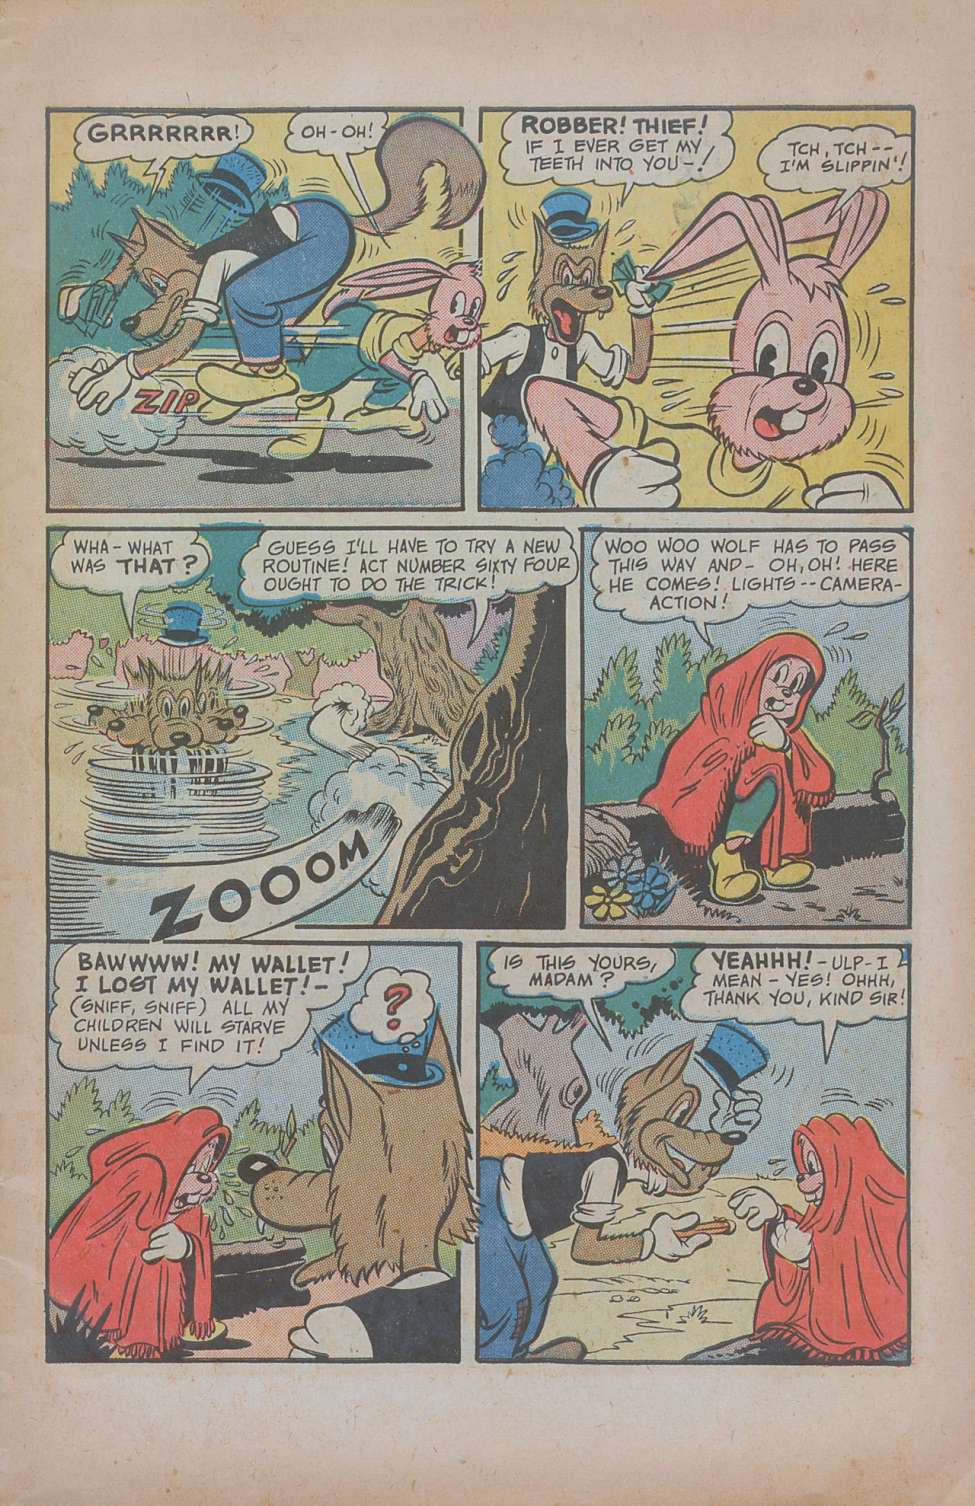 GRRRRRRR!
OH-OH!
ZIP
ROBBER! THIEF!
IF I EVER GET MY
TEETH INTO YOU-!
TCH, TCH--
I'M SLIPPIN'!
WHA-WHAT
WAS THAT?
GUESS I'LL HAVE TO TRY A NEW
ROUTINE! ACT NUMBER SIXTY FOUR
OUGHT TO DO THE TRICK!
ZOOOM
WOO WOO WOLF HAS TO PASS
THIS WAY AND- OH, OH! HERE
HE COMES! LIGHTS--CAMERA-
ACTION!
BAWWWW! MY WALLET!
I LOST MY WALLET!-
(SNIFF, SNIFF) ALL MY
CHILDREN WILL STARVE
UNLESS I FIND IT!
?
IS THIS YOURS,
MADAM?
YEAHHH!-ULP-I
MEAN-YES! OHHH,
THANK YOU, KIND SIR!